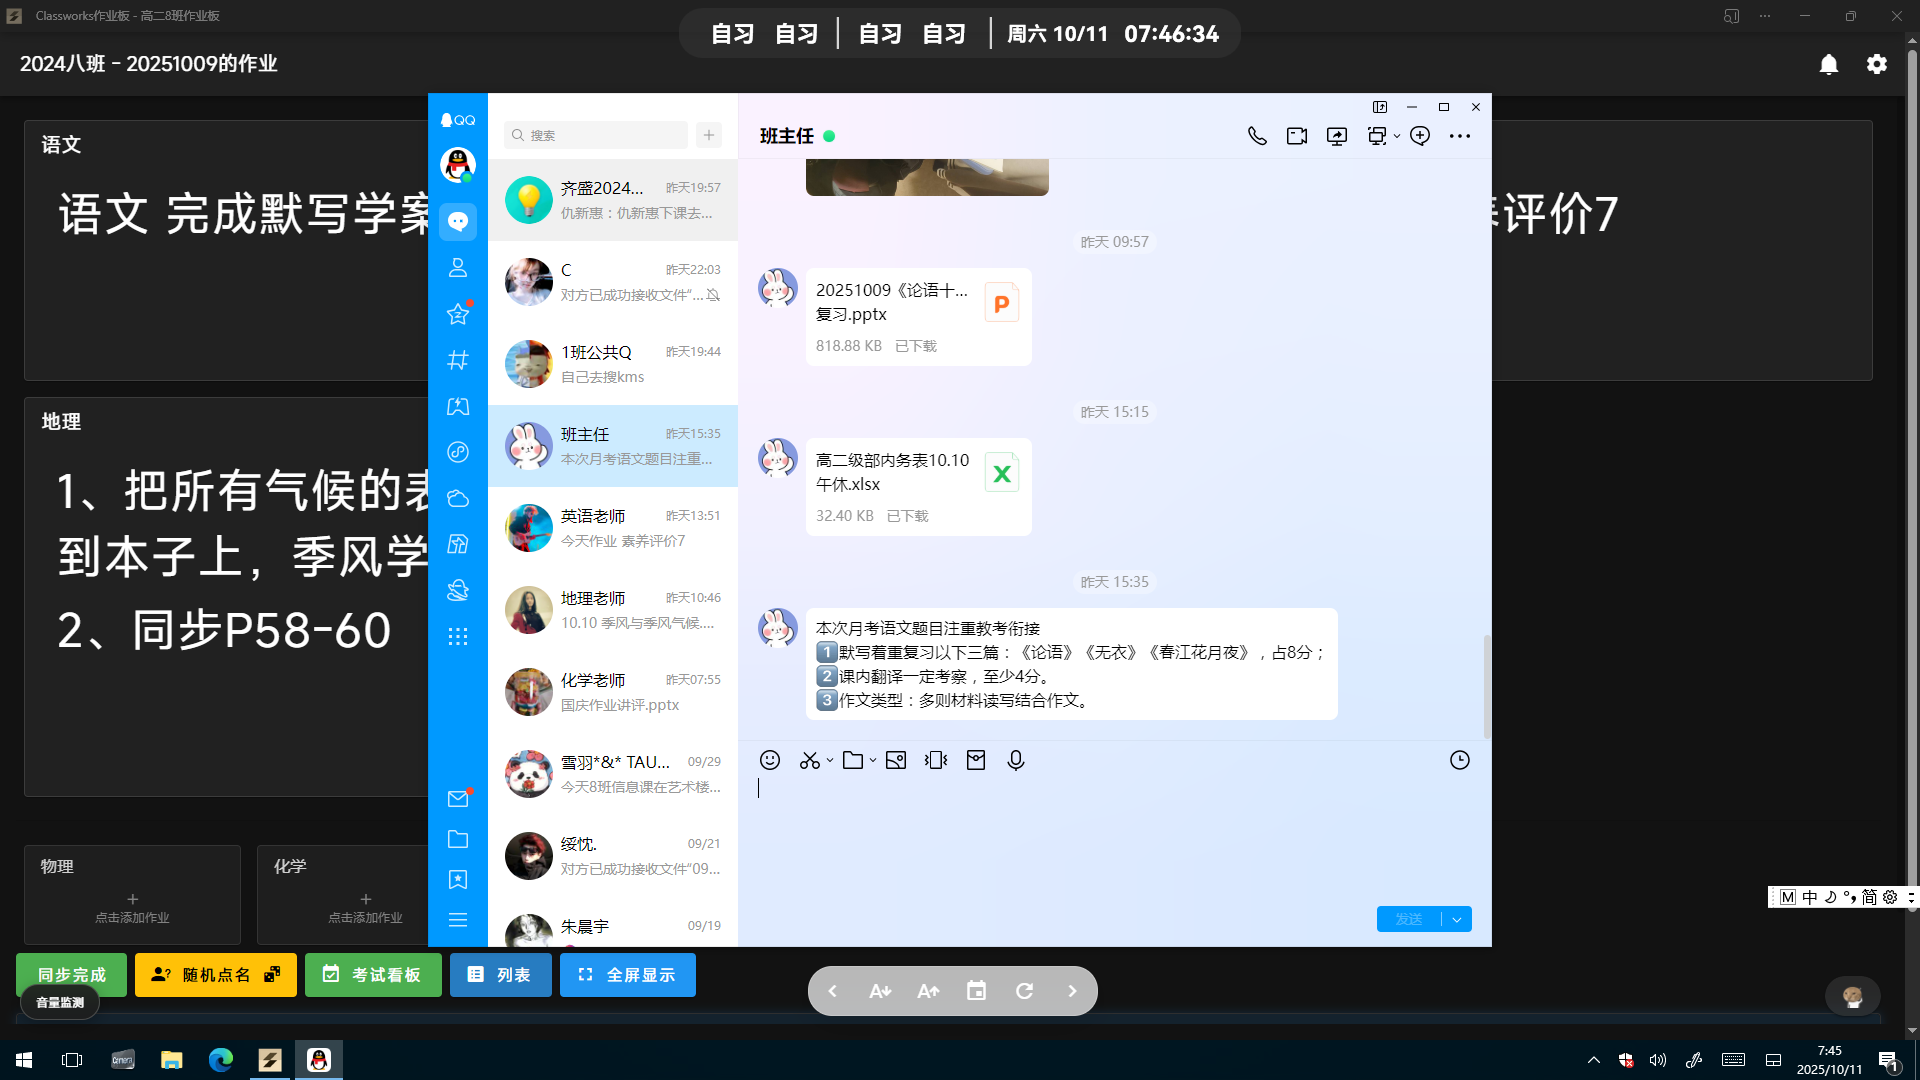 Classworks作业板 - 高二8班作业板
自习 自习 | 自习 自习 | 周六 10/11 07:46:34
2024八班 - 20251009的作业
语文
语文 完成默写学案
评价7
地理
1、把所有气候的表
到本子上，季风学
2、同步P58-60
物理
点击添加作业
化学
点击添加作业
同步完成
随机点名
考试看板
列表
全屏显示
音量监测
QQ
搜索
齐盛2024... 昨天19:57
仇新惠：仇新惠下课去...
C 昨天22:03
对方已成功接收文件“...
1班公共Q 昨天19:44
自己去搜kms
班主任 昨天15:35
本次月考语文题目注重...
英语老师 昨天13:51
今天作业 素养评价7
地理老师 昨天10:46
10.10 季风与季风气候....
化学老师 昨天07:55
国庆作业讲评.pptx
雪羽*&* TAU... 09/29
今天8班信息课在艺术楼...
绥忱. 09/21
对方已成功接收文件“09...
朱晨宇 09/19
班主任
昨天 09:57
20251009《论语十...
复习.pptx
P
818.88 KB 已下载
昨天 15:15
高二级部内务表10.10
午休.xlsx
X
32.40 KB 已下载
昨天 15:35
本次月考语文题目注重教考衔接
1默写着重复习以下三篇：《论语》《无衣》《春江花月夜》，占8分；
2课内翻译一定考察，至少4分。
3作文类型：多则材料读写结合作文。
发送
M 中 简
7:45
2025/10/11
1